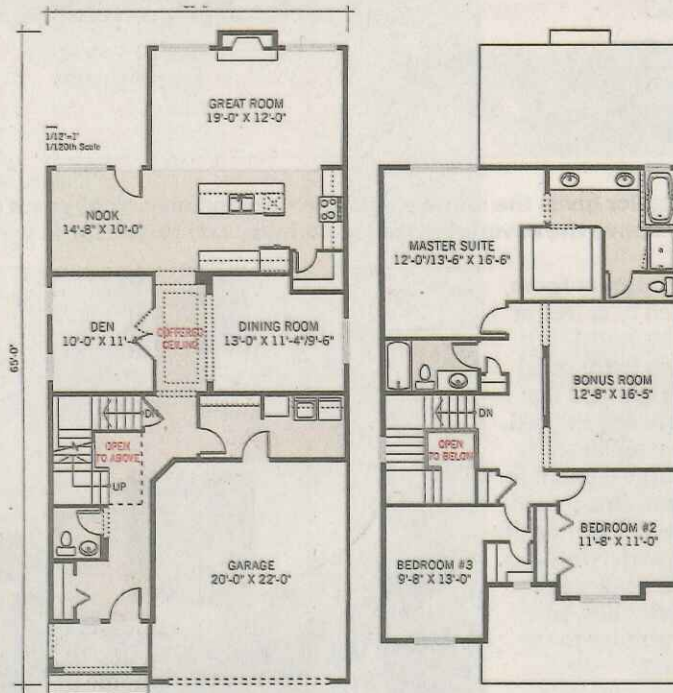 GREAT ROOM
19'-0" X 12'-0"
1/12"=1'
1/120th Scale
NOOK
14'-8" X 10'-0"
DEN
10'-0" X 11'-
COFFERED
CEILING
DINING ROOM
13'-0" X 11'-4"/9'-6"
65'-0"
DN
OPEN
TO ABOVE
UP
GARAGE
20'-0" X 22'-0"
MASTER SUITE
12'-0"/13'-6" X 16'-6"
BONUS ROOM
12'-8" X 16'-5"
DN
OPEN
TO BELOW
BEDROOM #2
11'-8" X 11'-0"
BEDROOM #3
9'-8" X 13'-0"